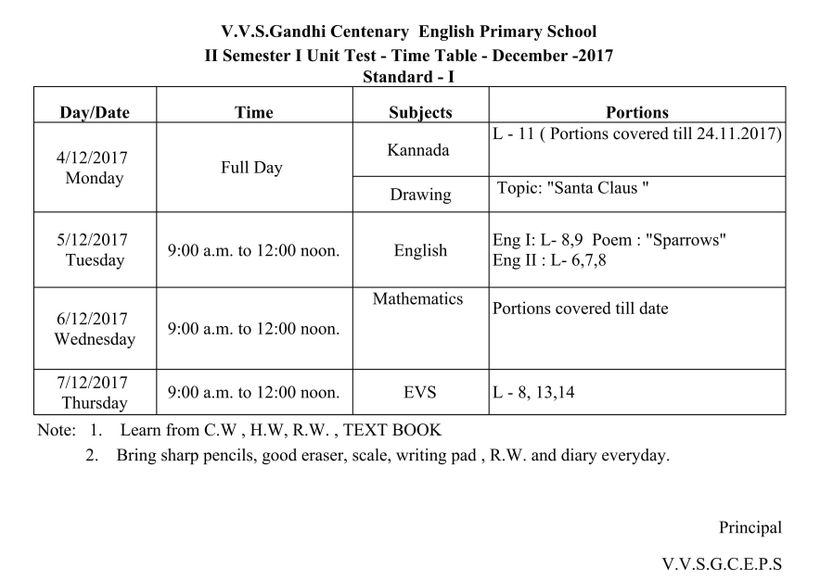 V.V.S.Gandhi Centenary English Primary School
II Semester I Unit Test - Time Table - December -2017
Standard - I
Day/Date Time Subjects Portions
4/12/2017
Monday
Full Day
Kannada
L - 11 ( Portions covered till 24.11.2017)
Drawing
Topic: "Santa Claus "
5/12/2017
Tuesday
9:00 a.m. to 12:00 noon.
English
Eng I: L- 8,9 Poem : "Sparrows"
Eng II : L- 6,7,8
6/12/2017
Wednesday
9:00 a.m. to 12:00 noon.
Mathematics
Portions covered till date
7/12/2017
Thursday
9:00 a.m. to 12:00 noon.
EVS
L - 8, 13,14
Note: 1. Learn from C.W , H.W, R.W. , TEXT BOOK
2. Bring sharp pencils, good eraser, scale, writing pad , R.W. and diary everyday.
Principal
V.V.S.G.C.E.P.S